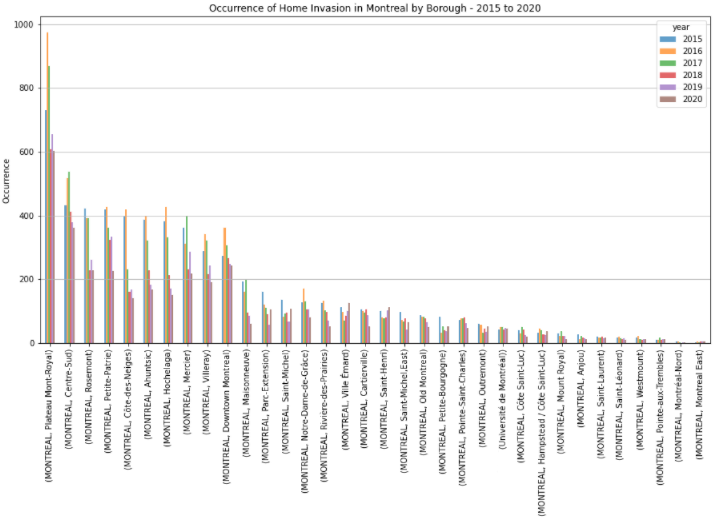 Occurrence of Home Invasion in Montreal by Borough - 2015 to 2020
year
2015
2016
2017
2018
2019
2020
1000
800
600
400
200
0
Occurrence
(MONTREAL, Plateau Mont-Royal)
(MONTREAL, Centre-Sud)
(MONTREAL, Rosemont)
(MONTREAL, Petite-Patrie)
(MONTREAL, Côte-des-Neiges)
(MONTREAL, Ahuntsic)
(MONTREAL, Hochelaga)
(MONTREAL, Mercier)
(MONTREAL, Villeray)
(MONTREAL, Downtown Montreal)
(MONTREAL, Maisonneuve)
(MONTREAL, Parc-Extension)
(MONTREAL, Saint-Michel)
(MONTREAL, Notre-Dame-de-Grâce)
(MONTREAL, Rivière-des-Prairies)
(MONTREAL, Ville Émard)
(MONTREAL, Cartierville)
(MONTREAL, Saint-Henri)
(MONTREAL, Saint-Michel,East)
(MONTREAL, Old Montreal)
(MONTREAL, Petite-Bourgogne)
(MONTREAL, Pointe-Saint-Charles)
(MONTREAL, Outremont)
(Université de Montréal))
(MONTREAL, Côte Saint-Luc)
(MONTREAL, Hampstead / Côte Saint-Luc)
(MONTREAL, Mount Royal)
(MONTREAL, Anjou)
(MONTREAL, Saint-Laurent)
(MONTREAL, Saint-Léonard)
(MONTREAL, Westmount)
(MONTREAL, Pointe-aux-Trembles)
(MONTREAL, Montréal-Nord)
(MONTREAL, Montreal East)